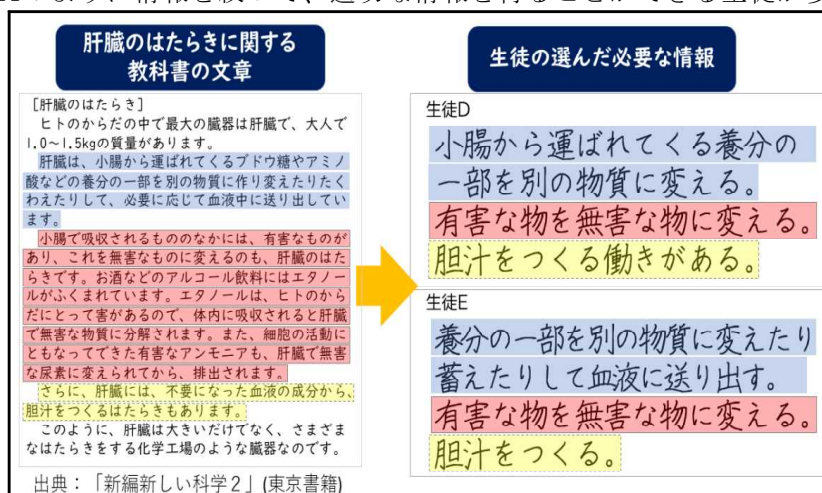 肝臓のはたらきに関する
教科書の文章
［肝臓のはたらき］
ヒトのからだの中で最大の臓器は肝臓で、大人で
1.0～1.5kgの質量があります。
肝臓は、小腸から運ばれてくるブドウ糖やアミノ
酸などの養分の一部を別の物質に作り変えたりたく
わえたりして、必要に応じて血液中に送り出してい
ます。
小腸で吸収されるもののなかには、有害なものが
あり、これを無害なものに変えるのも、肝臓のはた
らきです。お酒などのアルコール飲料にはエタノー
ルがふくまれています。エタノールは、ヒトのから
だにとって害があるので、体内に吸収されると肝臓
で無害な物質に分解されます。また、細胞の活動に
ともなってできた有害なアンモニアも、肝臓で無害
な尿素に変えられてから、排出されます。
さらに、肝臓には、不要になった血液の成分から、
胆汁をつくるはたらきもあります。
このように、肝臓は大きいだけでなく、さまざま
なはたらきをする化学工場のような臓器なのです。
出典：「新編新しい科学２」(東京書籍)
生徒の選んだ必要な情報
生徒D
小腸から運ばれてくる養分の
一部を別の物質に変える。
有害な物を無害な物に変える。
胆汁をつくる働きがある。
生徒E
養分の一部を別の物質に変えたり
蓄えたりして血液に送り出す。
有害な物を無害な物に変える。
胆汁をつくる。